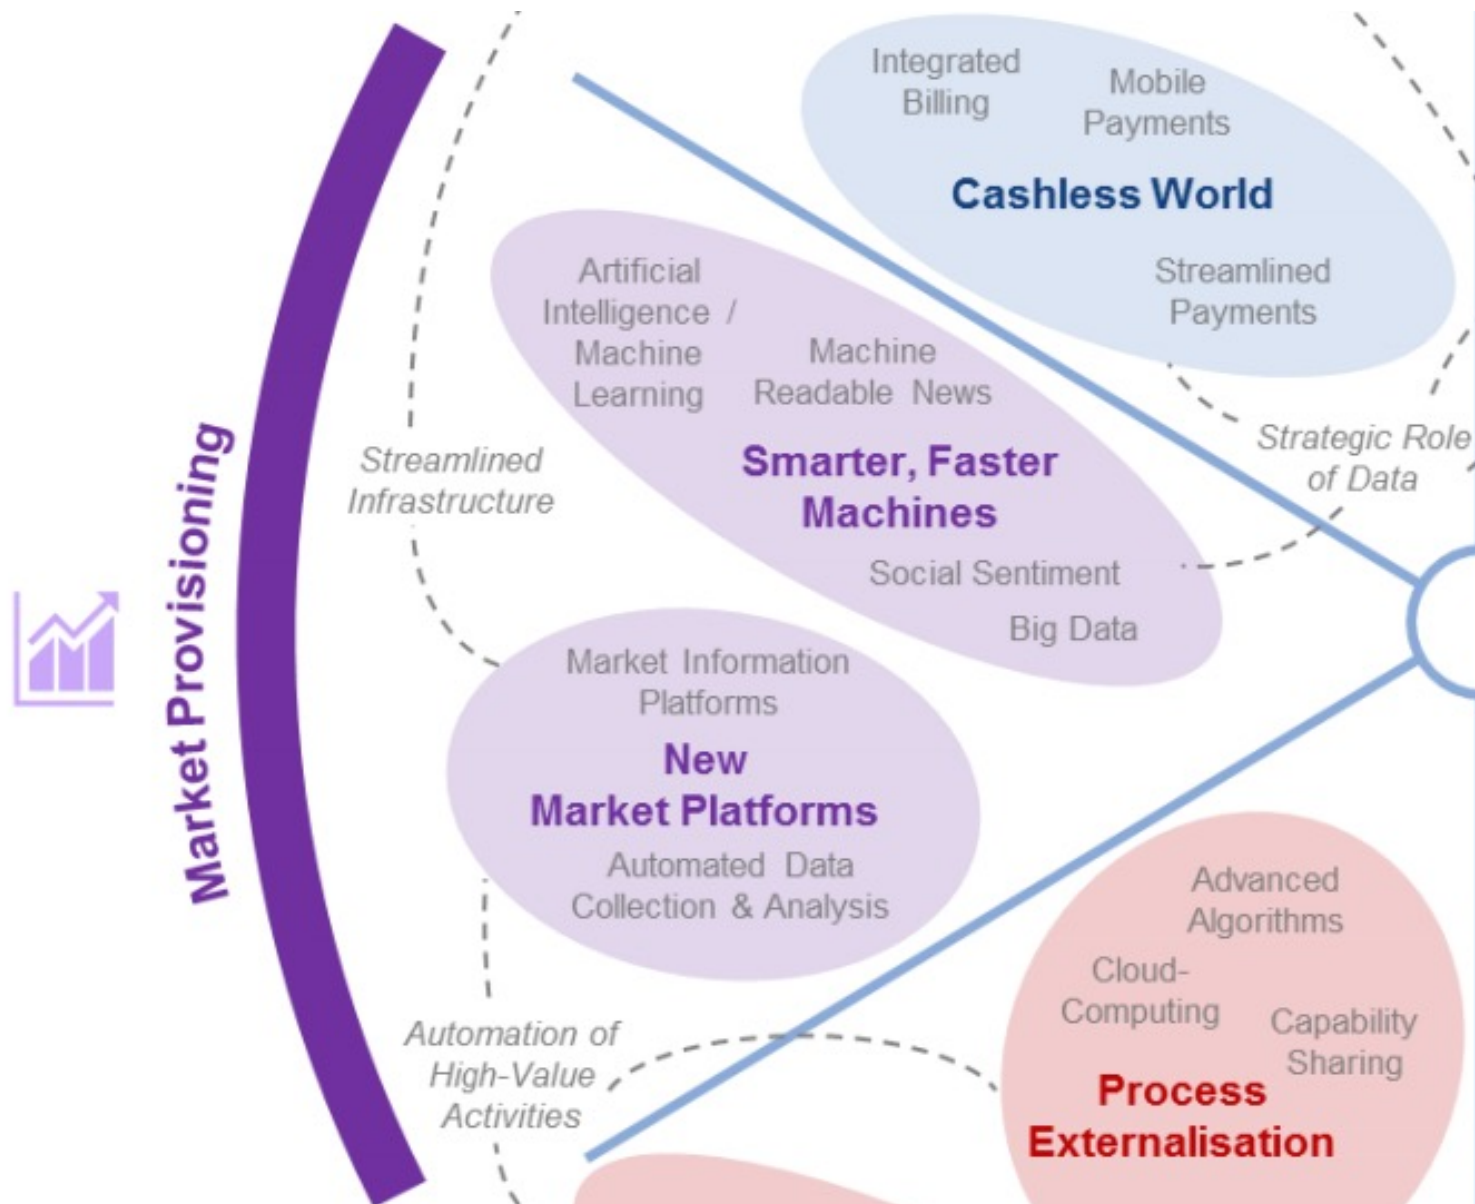 Integrated
Billing
Mobile
Payments
Cashless World
Streamlined
Payments
Artificial
Intelligence /
Machine
Learning
Machine
Readable News
Smarter, Faster
Machines
Social Sentiment
Big Data
Strategic Role
of Data
Streamlined
Infrastructure
Market Provisioning
Market Information
Platforms
New
Market Platforms
Automated Data
Collection & Analysis
Automation of
High-Value
Activities
Advanced
Algorithms
Cloud-
Computing
Capability
Sharing
Process
Externalisation